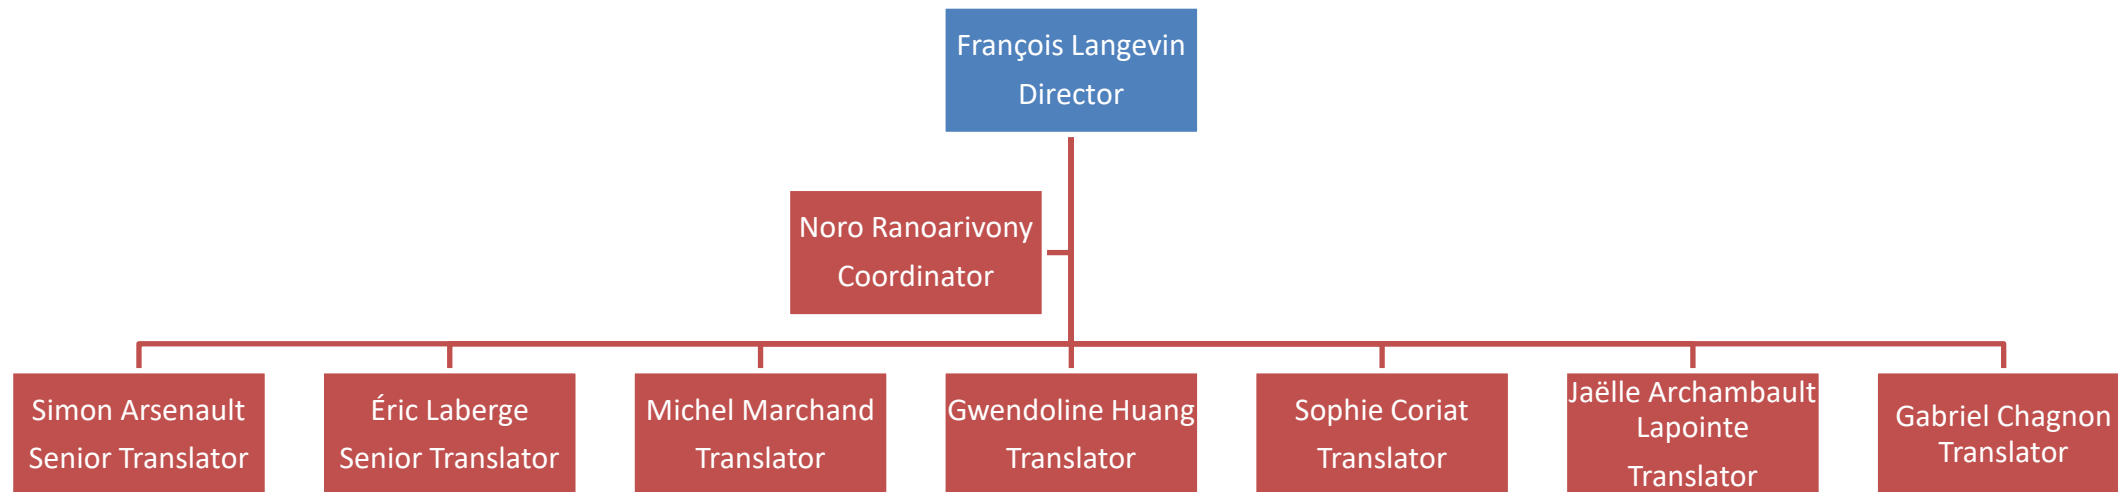 François Langevin
Director
Noro Ranoarivony
Coordinator
Simon Arsenault
Senior Translator
Éric Laberge
Senior Translator
Michel Marchand
Translator
Gwendoline Huang
Translator
Sophie Coriat
Translator
Jaëlle Archambault
Lapointe
Translator
Gabriel Chagnon
Translator